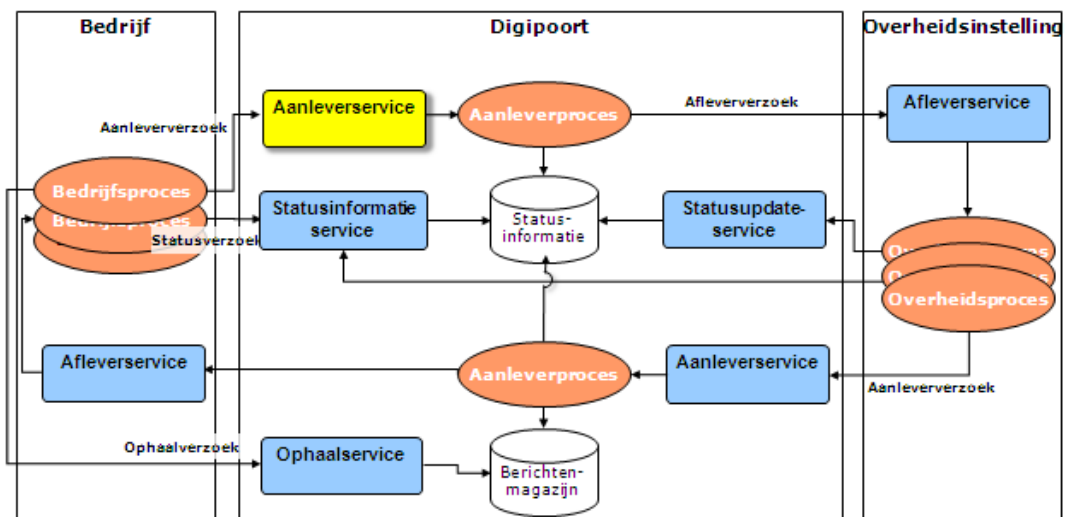 Bedrijf
Digipoort
Overheidsinstelling
Aanleververzoek
Aanleverservice
Aanleverproces
Afleververzoek
Afleverservice
Bedrijfsproces
Bedrijfsproces
Statusverzoek
Statusinformatie
service
Status-
informatie
Statusupdate-
service
Overheidsproces
Afleverservice
Aanleverproces
Aanleverservice
Aanleververzoek
Ophaalverzoek
Ophaalservice
Berichten-
magazijn